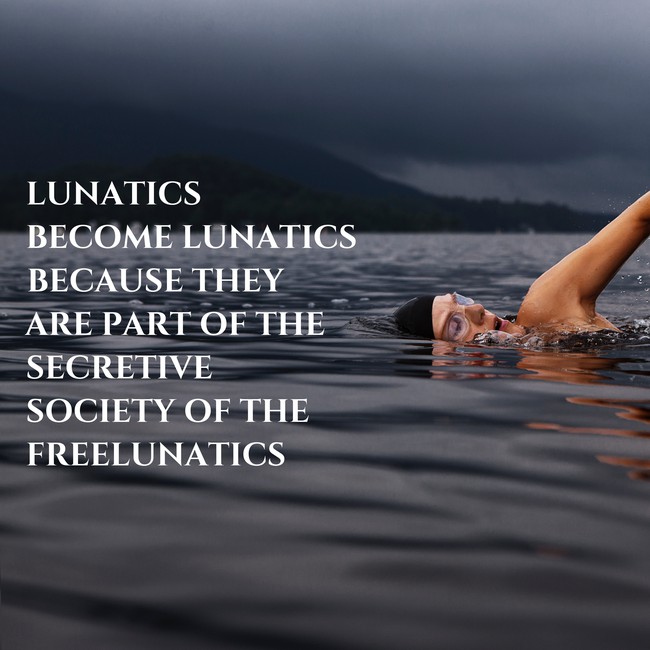 LUNATICS
BECOME LUNATICS
BECAUSE THEY
ARE PART OF THE
SECRETIVE
SOCIETY OF THE
FREELUNATICS